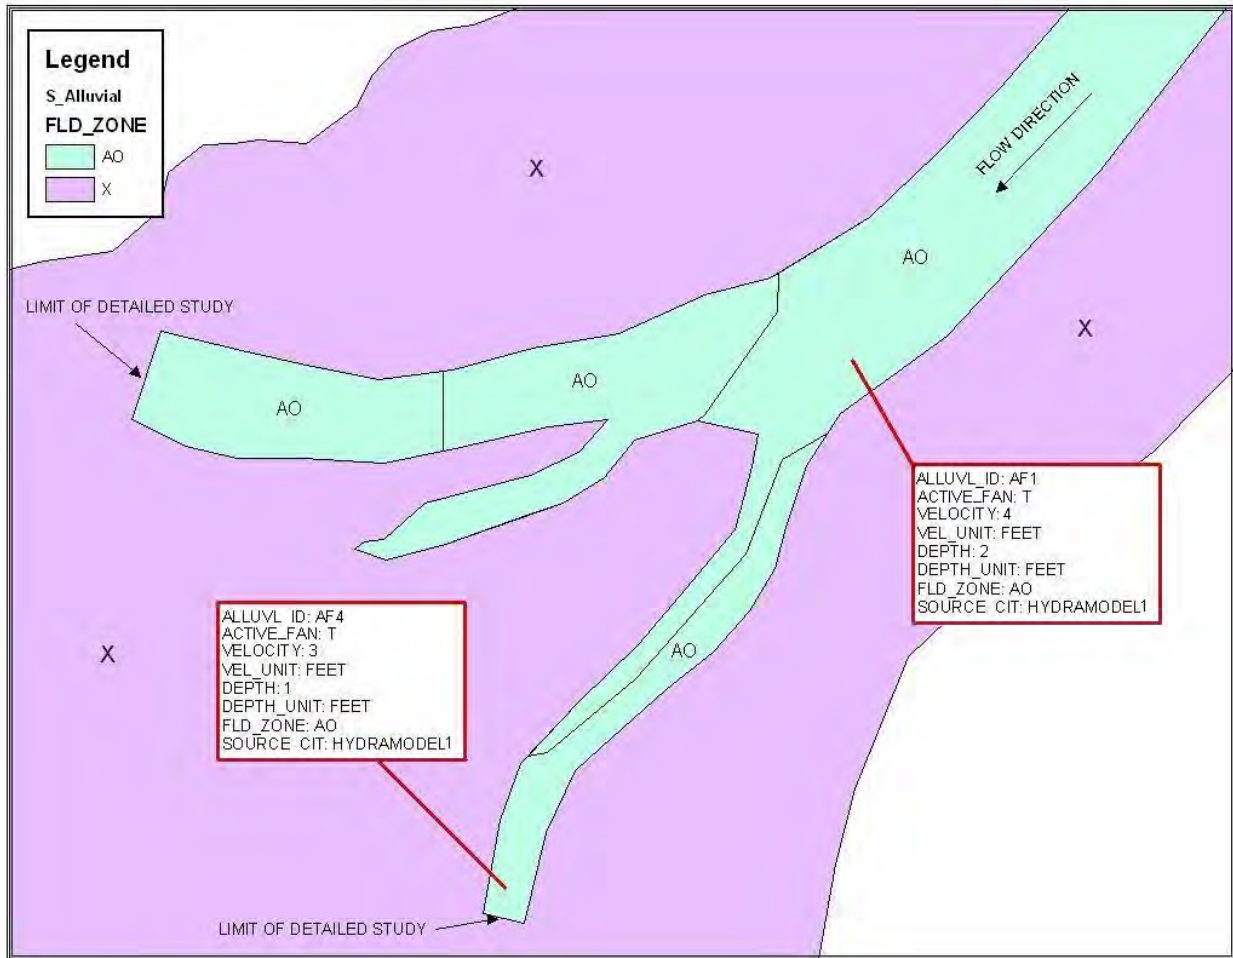 Legend
S_Alluvial
FLD_ZONE
AO
X
X
FLOW DIRECTION
AO
X
LIMIT OF DETAILED STUDY
AO
AO
ALLUVL_ID: AF1
ACTIVE_FAN: T
VELOCITY: 4
VEL_UNIT: FEET
DEPTH: 2
DEPTH_UNIT: FEET
FLD_ZONE: AO
SOURCE_CIT: HYDRAMODEL1
ALLUVL_ID: AF4
ACTIVE_FAN: T
VELOCITY: 3
VEL_UNIT: FEET
DEPTH: 1
DEPTH_UNIT: FEET
FLD_ZONE: AO
SOURCE_CIT: HYDRAMODEL1
X
AO
LIMIT OF DETAILED STUDY